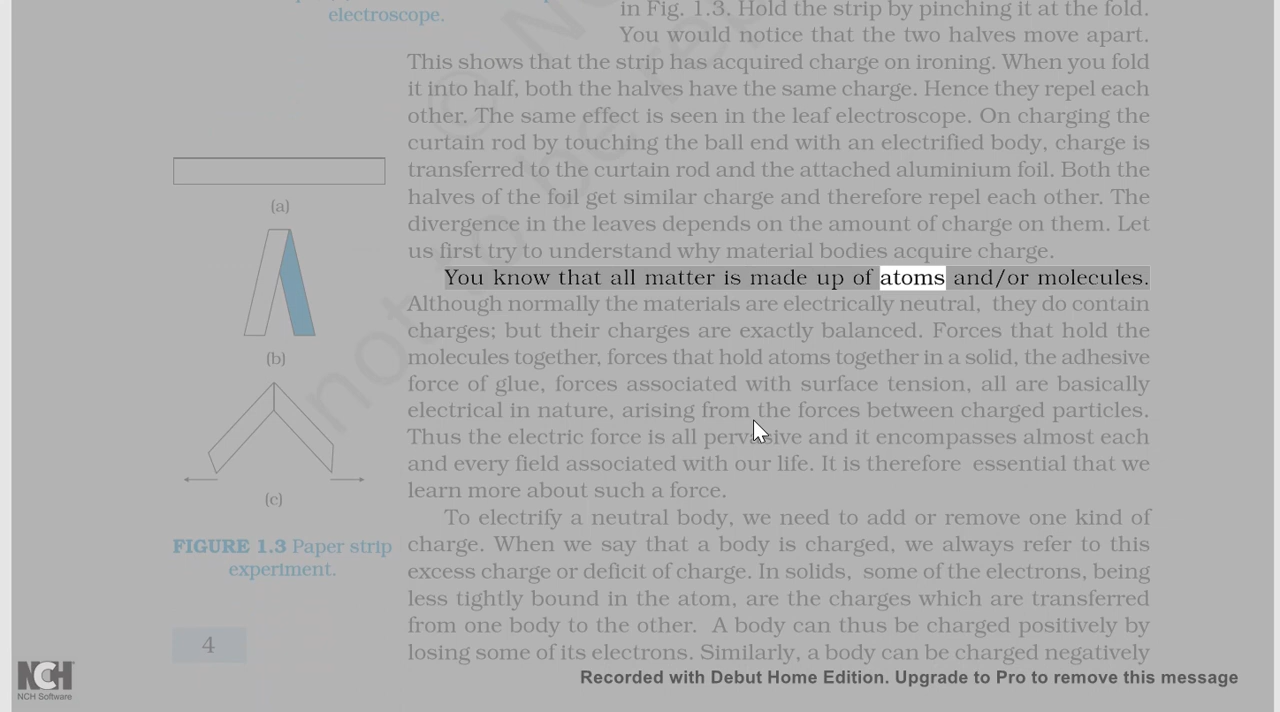 electroscope.
in Fig. 1.3. Hold the strip by pinching it at the fold.
You would notice that the two halves move apart.
This shows that the strip has acquired charge on ironing. When you fold
it into half, both the halves have the same charge. Hence they repel each
other. The same effect is seen in the leaf electroscope. On charging the
curtain rod by touching the ball end with an electrified body, charge is
transferred to the curtain rod and the attached aluminium foil. Both the
halves of the foil get similar charge and therefore repel each other. The
divergence in the leaves depends on the amount of charge on them. Let
us first try to understand why material bodies acquire charge.
You know that all matter is made up of atoms and/or molecules.
Although normally the materials are electrically neutral, they do contain
charges; but their charges are exactly balanced. Forces that hold the
molecules together, forces that hold atoms together in a solid, the adhesive
force of glue, forces associated with surface tension, all are basically
electrical in nature, arising from the forces between charged particles.
Thus the electric force is all pervasive and it encompasses almost each
and every field associated with our life. It is therefore essential that we
learn more about such a force.
To electrify a neutral body, we need to add or remove one kind of
charge. When we say that a body is charged, we always refer to this
excess charge or deficit of charge. In solids, some of the electrons, being
less tightly bound in the atom, are the charges which are transferred
from one body to the other. A body can thus be charged positively by
losing some of its electrons. Similarly, a body can be charged negatively
(a)
(b)
(c)
FIGURE 1.3 Paper strip
experiment.
4
not to be rep
NCH
NCH Software
Recorded with Debut Home Edition. Upgrade to Pro to remove this message